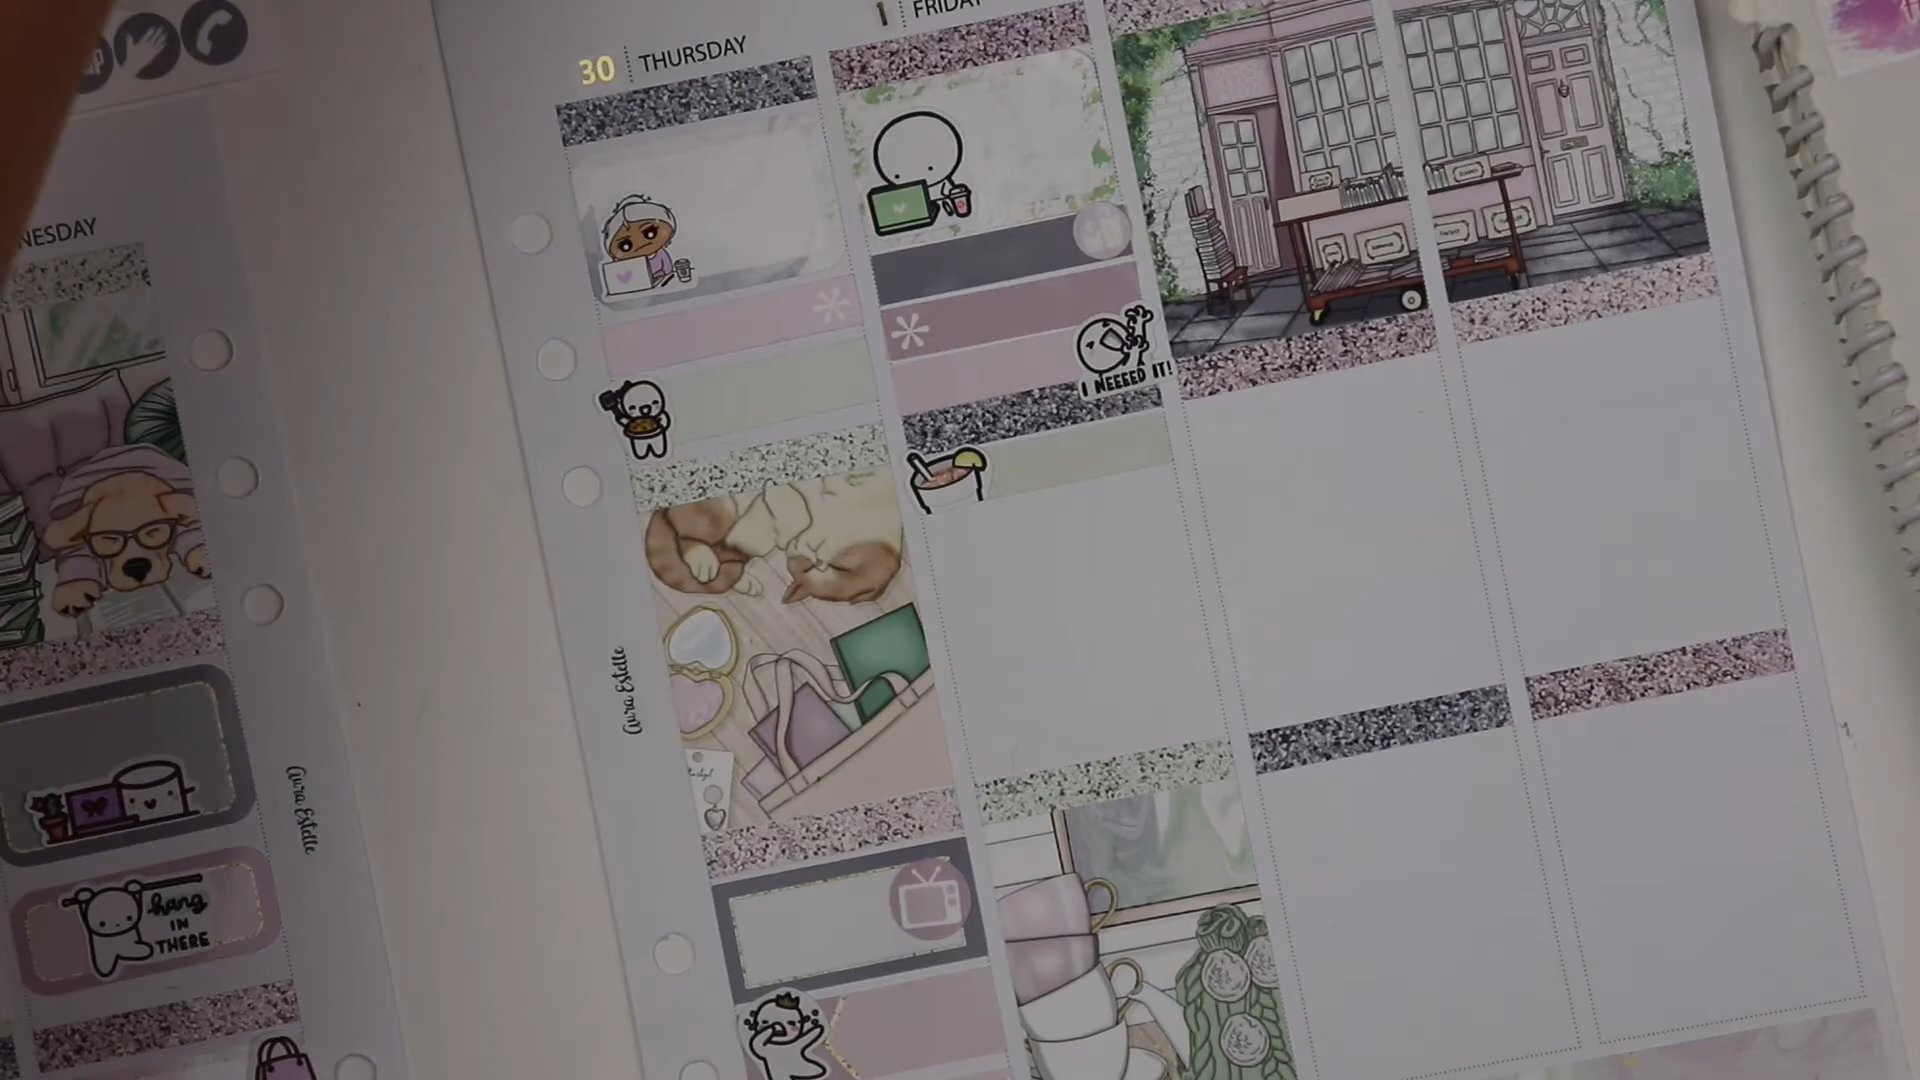 30 THURSDAY
1 FRIDAY
NESDAY
I NEEEED IT!
Aura Estelle
Aura Estelle
hang
IN
THERE